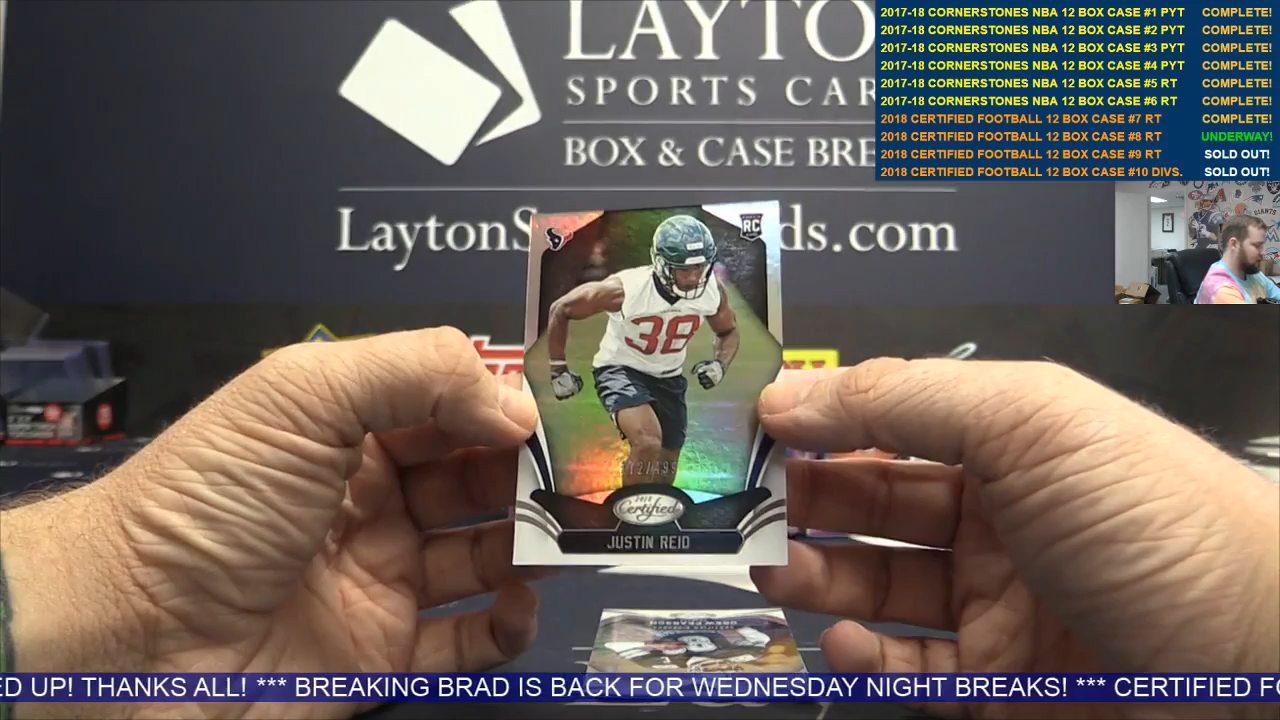 LAYTO
SPORTS CAR
BOX & CASE BRE
LaytonS ds.com
2017-18 CORNERSTONES NBA 12 BOX CASE #1 PYT COMPLETE!
2017-18 CORNERSTONES NBA 12 BOX CASE #2 PYT COMPLETE!
2017-18 CORNERSTONES NBA 12 BOX CASE #3 PYT COMPLETE!
2017-18 CORNERSTONES NBA 12 BOX CASE #4 PYT COMPLETE!
2017-18 CORNERSTONES NBA 12 BOX CASE #5 RT COMPLETE!
2017-18 CORNERSTONES NBA 12 BOX CASE #6 RT COMPLETE!
2018 CERTIFIED FOOTBALL 12 BOX CASE #7 RT COMPLETE!
2018 CERTIFIED FOOTBALL 12 BOX CASE #8 RT UNDERWAY!
2018 CERTIFIED FOOTBALL 12 BOX CASE #9 RT SOLD OUT!
2018 CERTIFIED FOOTBALL 12 BOX CASE #10 DIVS. SOLD OUT!
GIANTS
RC
38
2018
Certified
JUSTIN REID
DREW PEARSON
ED UP! THANKS ALL! *** BREAKING BRAD IS BACK FOR WEDNESDAY NIGHT BREAKS! *** CERTIFIED FO